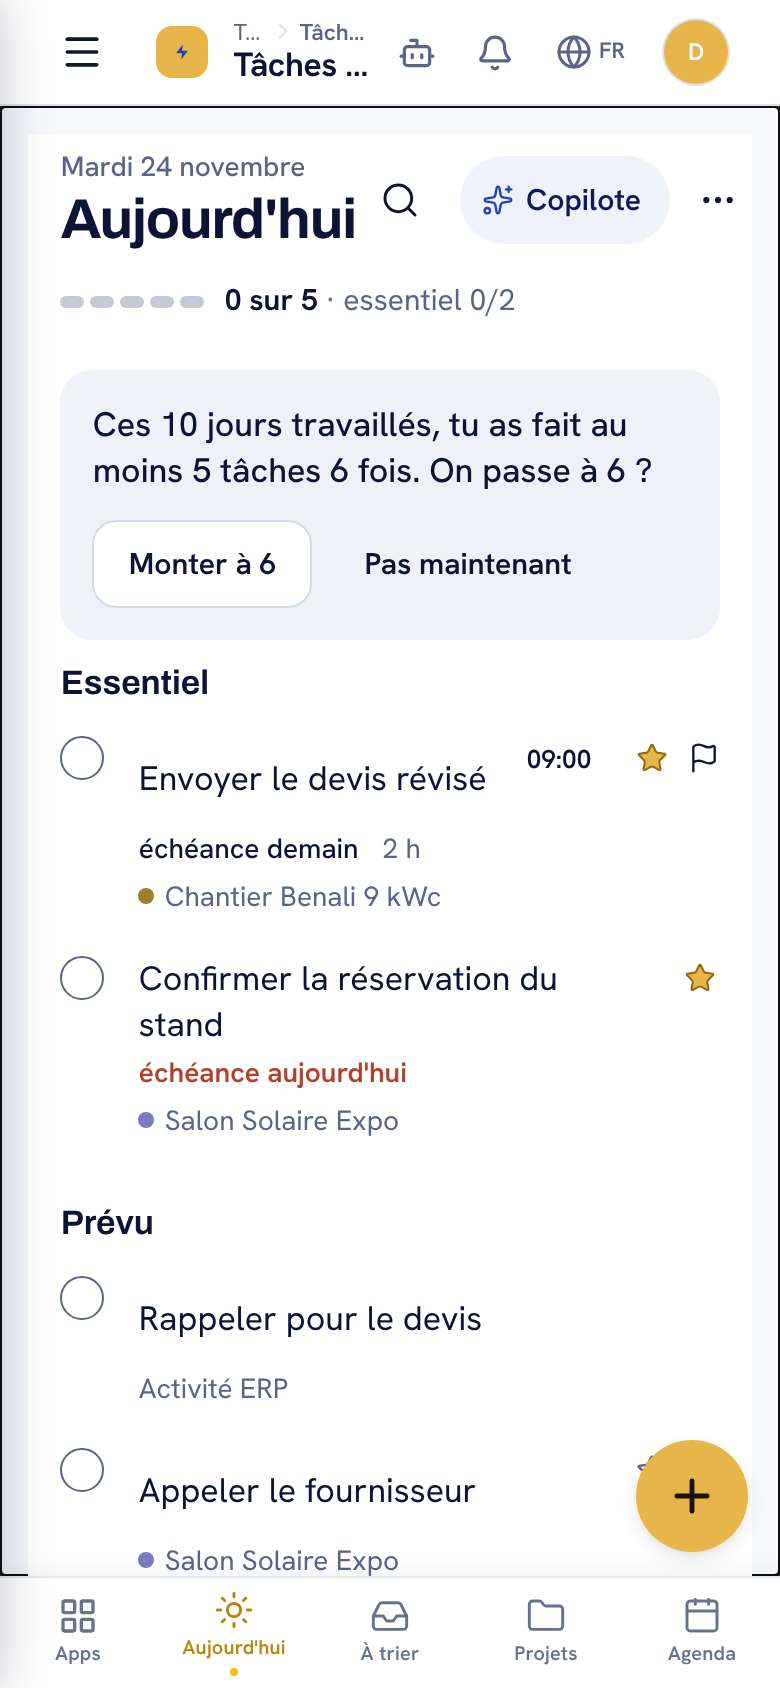 T... > Tâch...
Tâches ...
FR
D
Mardi 24 novembre
Aujourd'hui
Copilote
0 sur 5 · essentiel 0/2
Ces 10 jours travaillés, tu as fait au
moins 5 tâches 6 fois. On passe à 6 ?
Monter à 6
Pas maintenant
Essentiel
Envoyer le devis révisé
09:00
échéance demain 2 h
Chantier Benali 9 kWc
Confirmer la réservation du
stand
échéance aujourd'hui
Salon Solaire Expo
Prévu
Rappeler pour le devis
Activité ERP
Appeler le fournisseur
Salon Solaire Expo
Apps
Aujourd'hui
À trier
Projets
Agenda